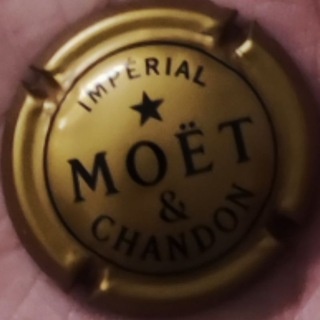 IMPÉRIAL
MOËT
&
CHANDON